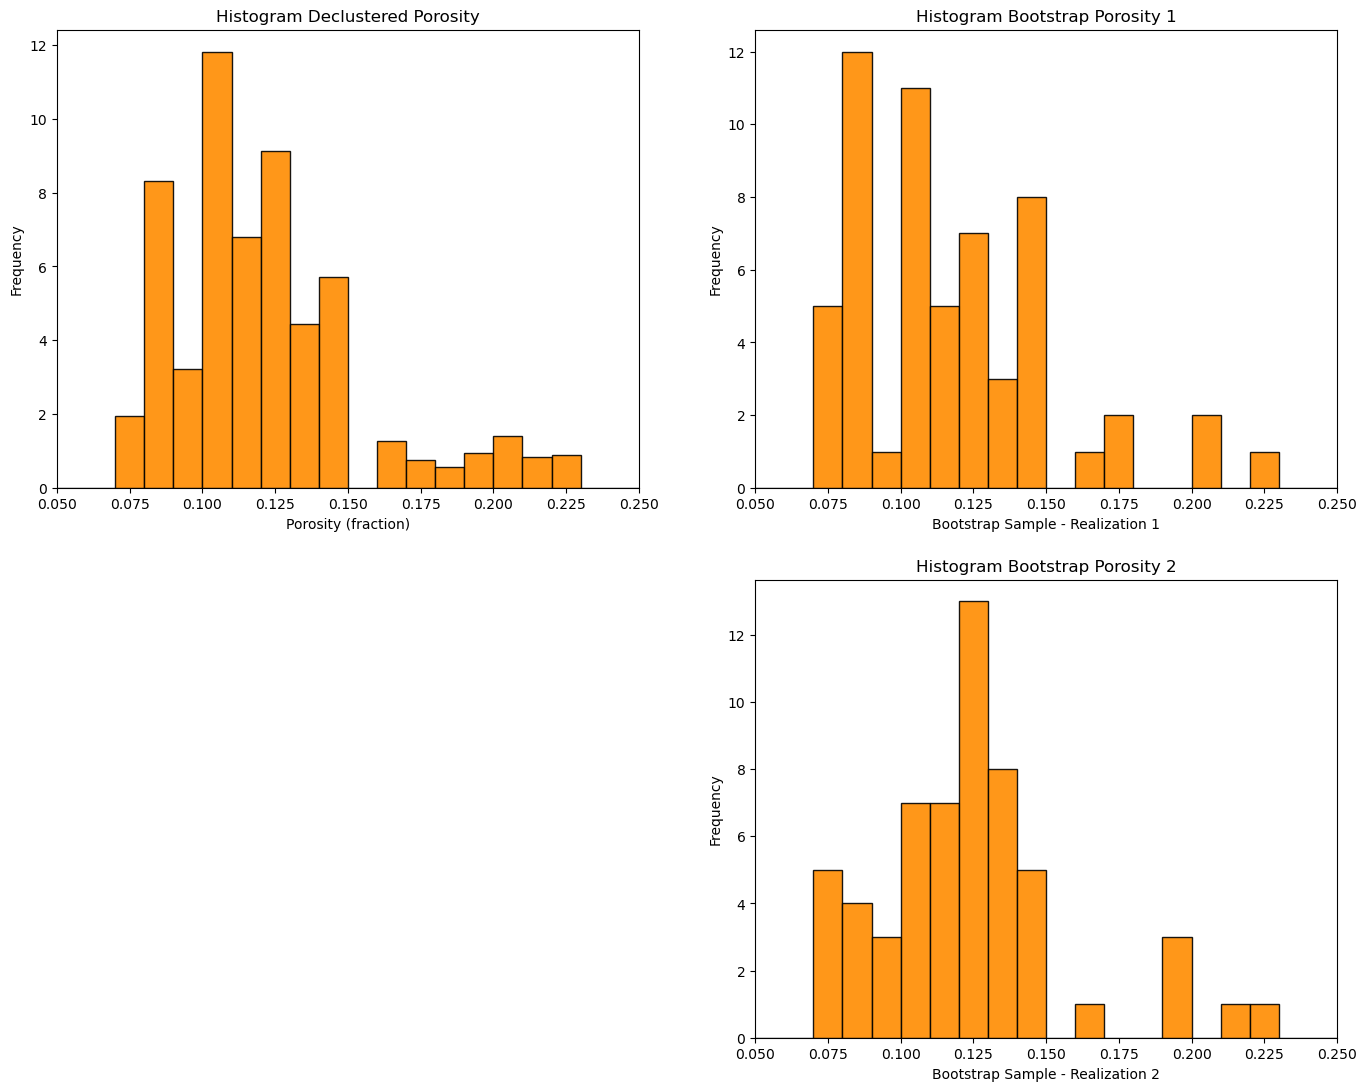 Histogram Declustered Porosity
12
10
8
6
4
2
0
Frequency
0.050 0.075 0.100 0.125 0.150 0.175 0.200 0.225 0.250
Porosity (fraction)
Histogram Bootstrap Porosity 1
12
10
8
6
4
2
0
Frequency
0.050 0.075 0.100 0.125 0.150 0.175 0.200 0.225 0.250
Bootstrap Sample - Realization 1
Histogram Bootstrap Porosity 2
12
10
8
6
4
2
0
Frequency
0.050 0.075 0.100 0.125 0.150 0.175 0.200 0.225 0.250
Bootstrap Sample - Realization 2